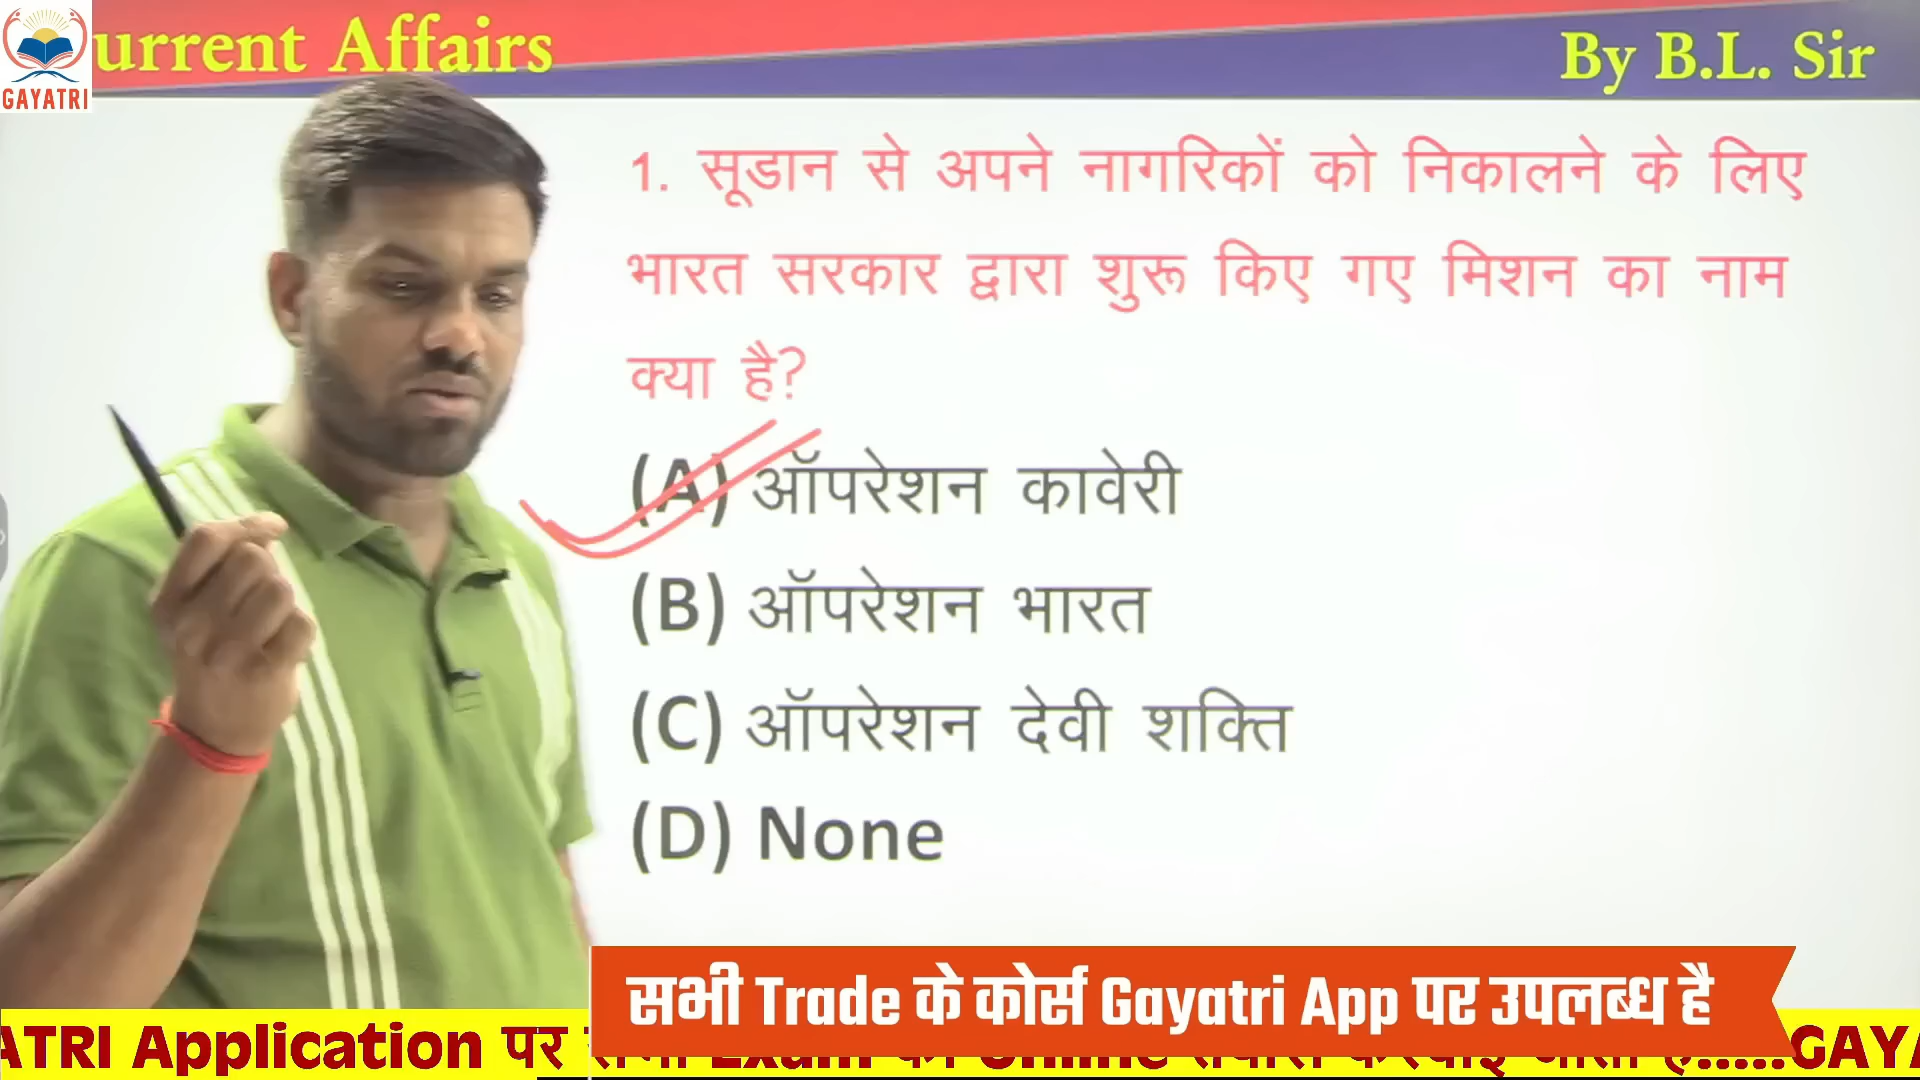 GAYATRI
urrent Affairs
By B.L. Sir
1. सूडान से अपने नागरिकों को निकालने के लिए
भारत सरकार द्वारा शुरू किए गए मिशन का नाम
क्या है?
(A) ऑपरेशन कावेरी
(B) ऑपरेशन भारत
(C) ऑपरेशन देवी शक्ति
(D) None
सभी Trade के कोर्स Gayatri App पर उपलब्ध है
ATRI Application पर
.....GAYA